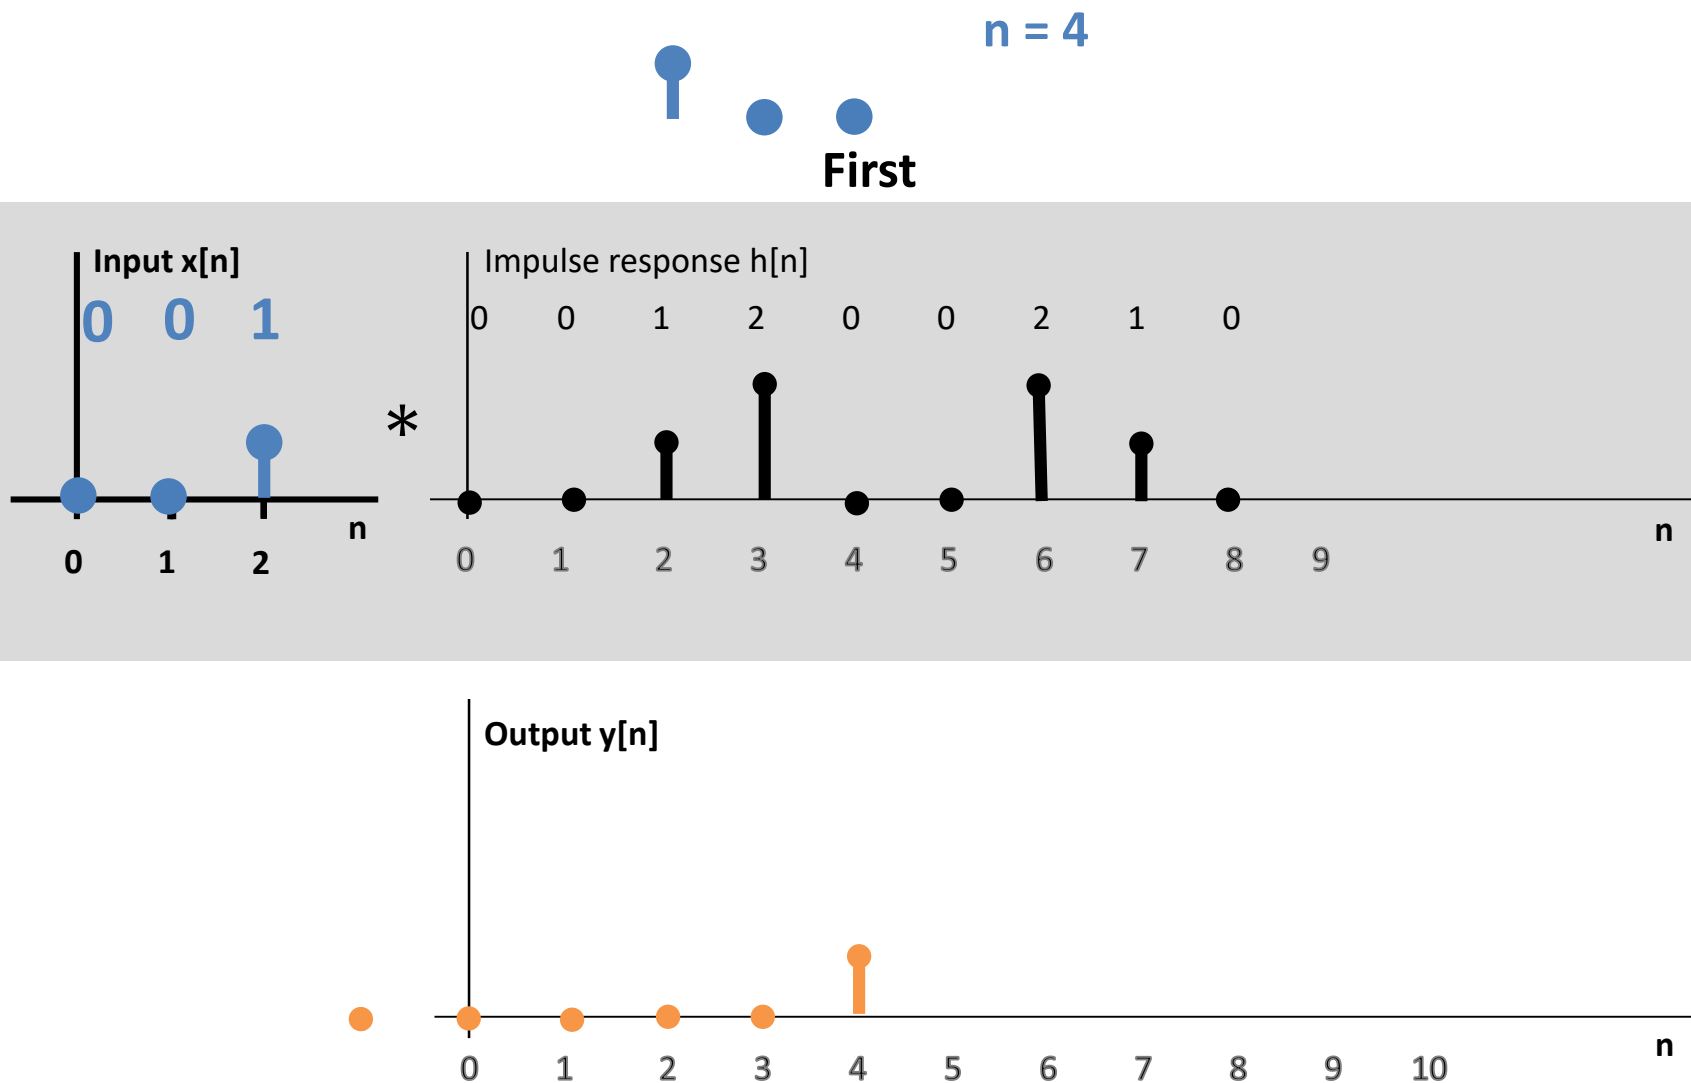 n = 4
First
Input x[n]
0 0 1
n
0 1 2
*
Impulse response h[n]
0 0 1 2 0 0 2 1 0
n
0 1 2 3 4 5 6 7 8 9
Output y[n]
n
0 1 2 3 4 5 6 7 8 9 10